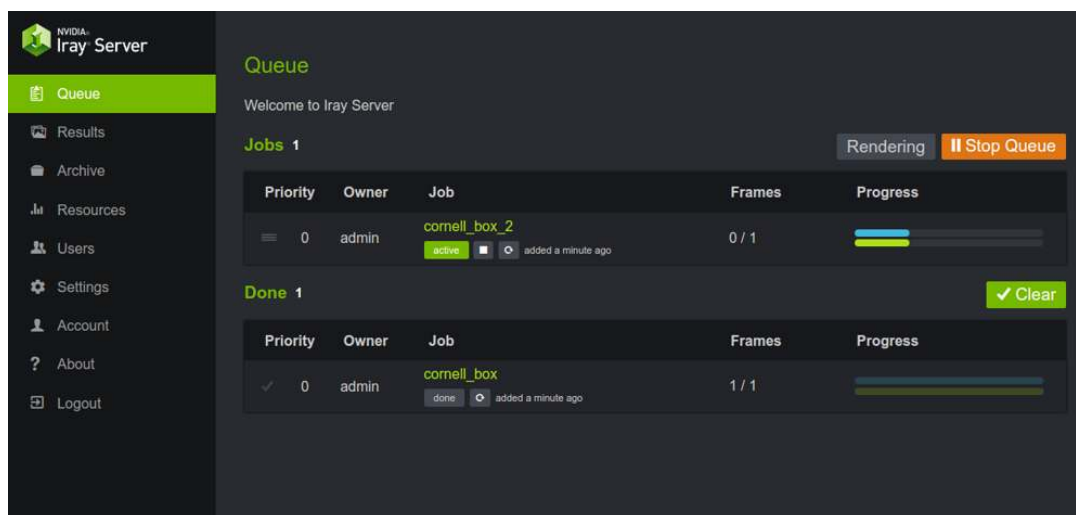 NVIDIA.
Iray Server
Queue
Results
Archive
Resources
Users
Settings
Account
? About
Logout
Queue
Welcome to Iray Server
Jobs 1
Rendering Stop Queue
Priority Owner Job Frames Progress
0 admin cornell_box_2 0 / 1
active added a minute ago
Done 1
Clear
Priority Owner Job Frames Progress
0 admin cornell_box 1 / 1
done added a minute ago